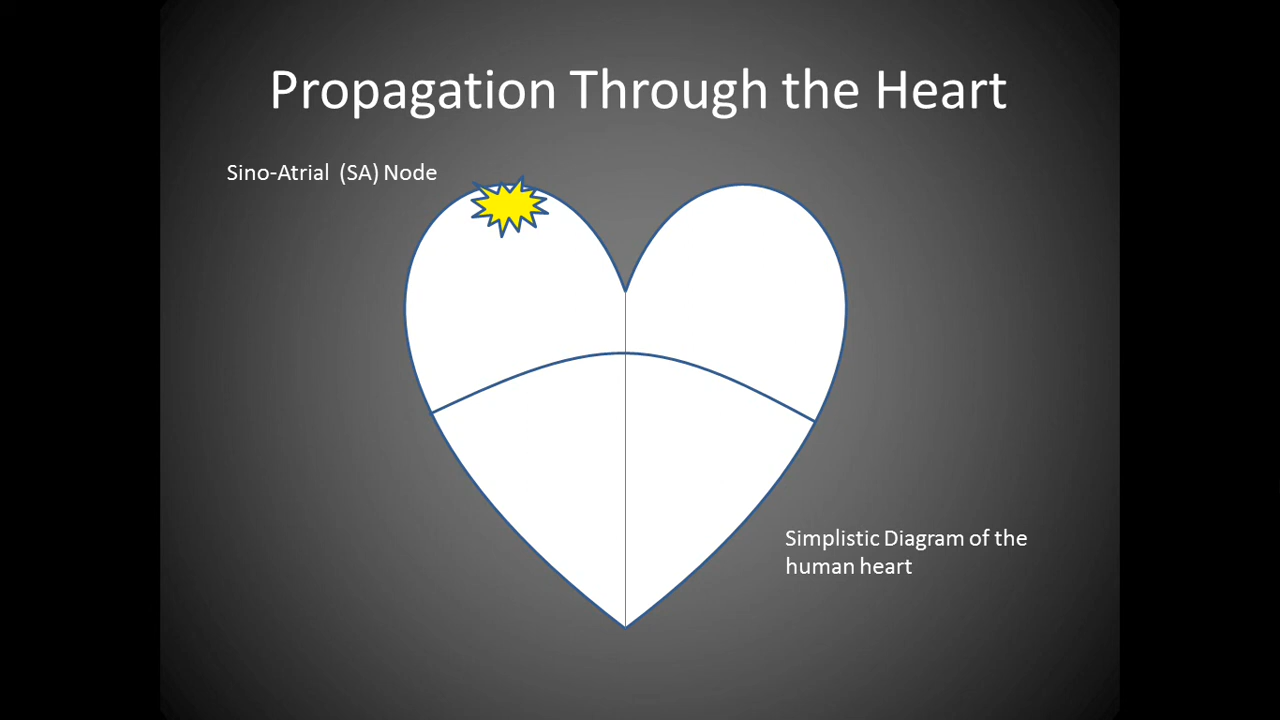 Propagation Through the Heart
Sino-Atrial (SA) Node
Simplistic Diagram of the
human heart